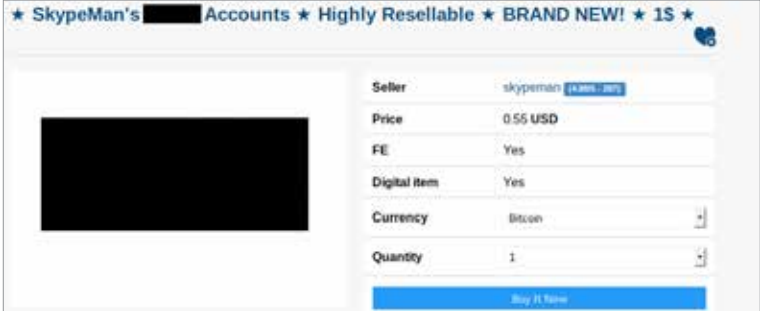 ★ SkypeMan's Accounts ★ Highly Resellable ★ BRAND NEW! ★ 1$ ★
Seller skypeman
Price 0.55 USD
FE Yes
Digital item Yes
Currency Bitcoin
Quantity 1
Buy It Now